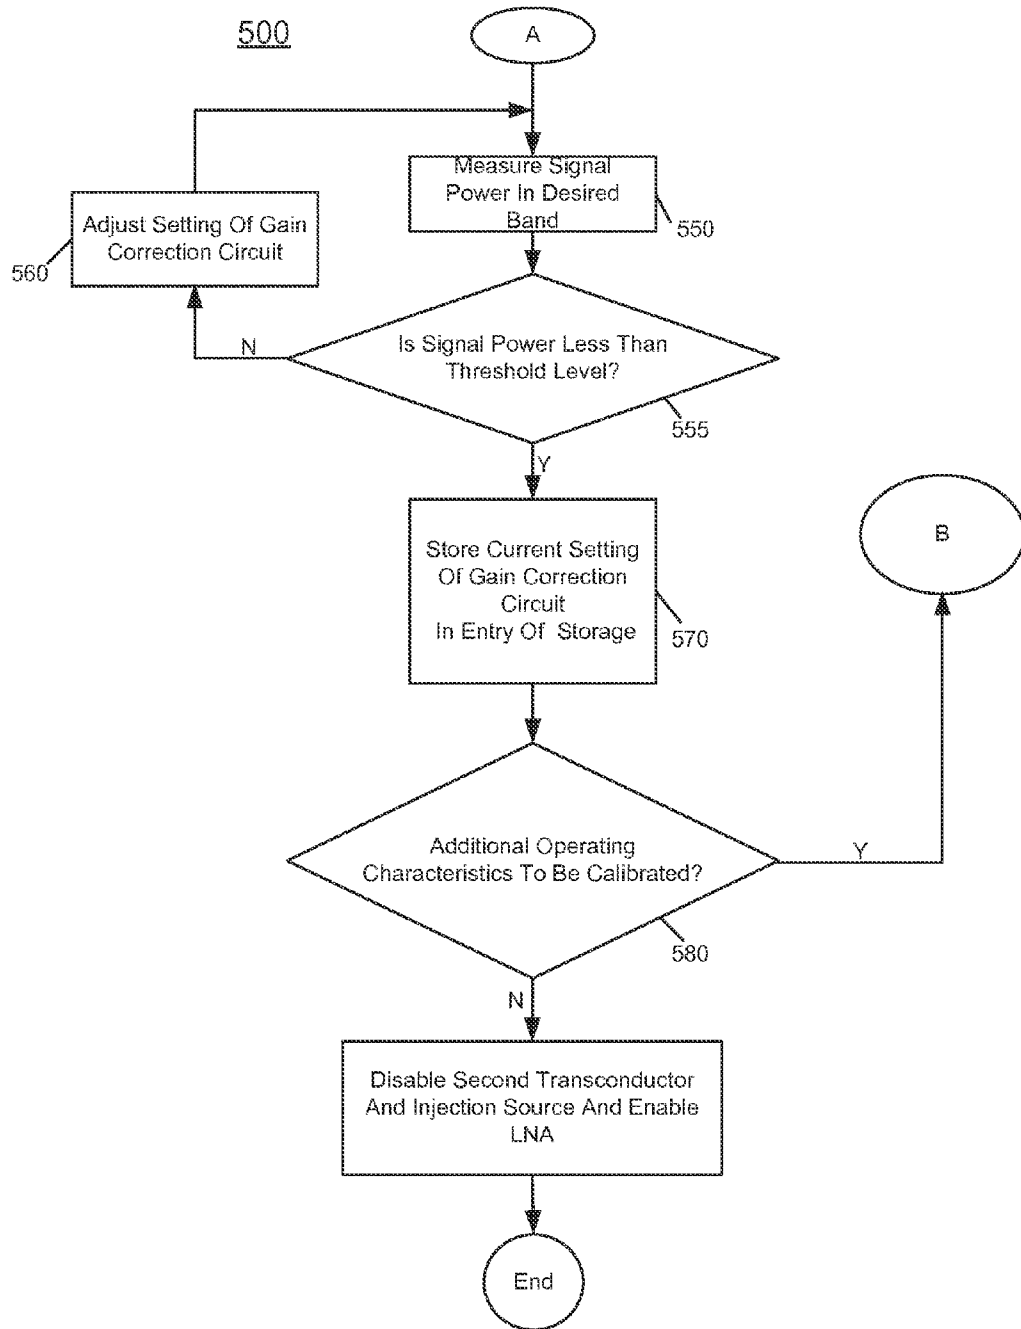 500
A
Measure Signal
Power In Desired
Band
550
Adjust Setting Of Gain
Correction Circuit
560
N
Is Signal Power Less Than
Threshold Level?
555
Y
Store Current Setting
Of Gain Correction
Circuit
In Entry Of Storage
570
B
Additional Operating
Characteristics To Be Calibrated?
Y
580
N
Disable Second Transconductor
And Injection Source And Enable
LNA
End